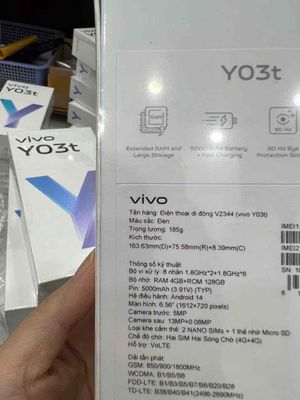 Y03t
Extended RAM and
Large Storage
5000 mAh Battery
+ Fast Charging
90 Hz
90 Hz Eye
Protection
RAM
vivo
Y03t
vivo
Tên hàng: Điện thoại di động V2344 (vivo Y03t)
Màu sắc: Đen
Trọng lượng: 185g
Kích thước:
163.63mm(D)×75.58mm(R)×8.39mm(C)
Thông số kỹ thuật:
Bộ vi xử lý: 8 nhân 1.8GHz*2+1.6GHz*6
Bộ nhớ: RAM 4GB+ROM 128GB
Pin: 5000mAh (3.91V) (TYP)
Hệ điều hành: Android 14
Màn hình: 6.56" (1612×720 pixels)
Camera trước: 5MP
Camera sau: 13MP+0.08MP
Loại khe cắm thẻ: 2 NANO SIMs + 1 thẻ nhớ Micro SD
Chế độ chờ: Hai SIM Hai Sóng Chờ (4G+4G)
Hỗ trợ: VoLTE
Dải tần phát
GSM: 850/900/1800MHz
WCDMA: B1/B5/B8
FDD-LTE: B1/B3/B5/B7/B8/B20/B28
TD-LTE: B38/B40/B41(2496-2690MHz)
IMEI1
IMEI2